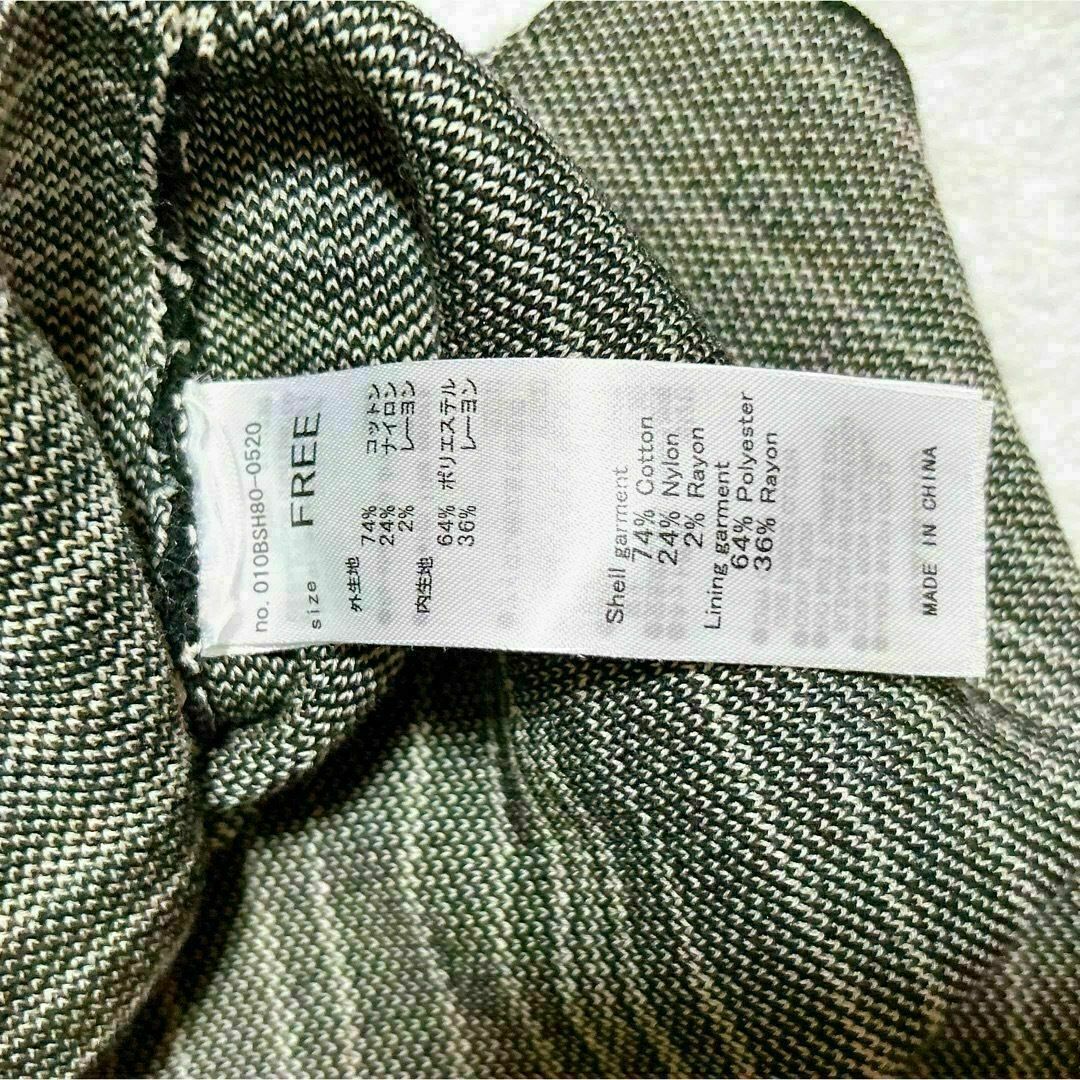 no. 010BSH80-0520
size FREE
外生地
74% コットン
24% ナイロン
2% レーヨン
内生地
64% ポリエステル
36% レーヨン
Shell garment
74% Cotton
24% Nylon
2% Rayon
Lining garment
64% Polyester
36% Rayon
MADE IN CHINA